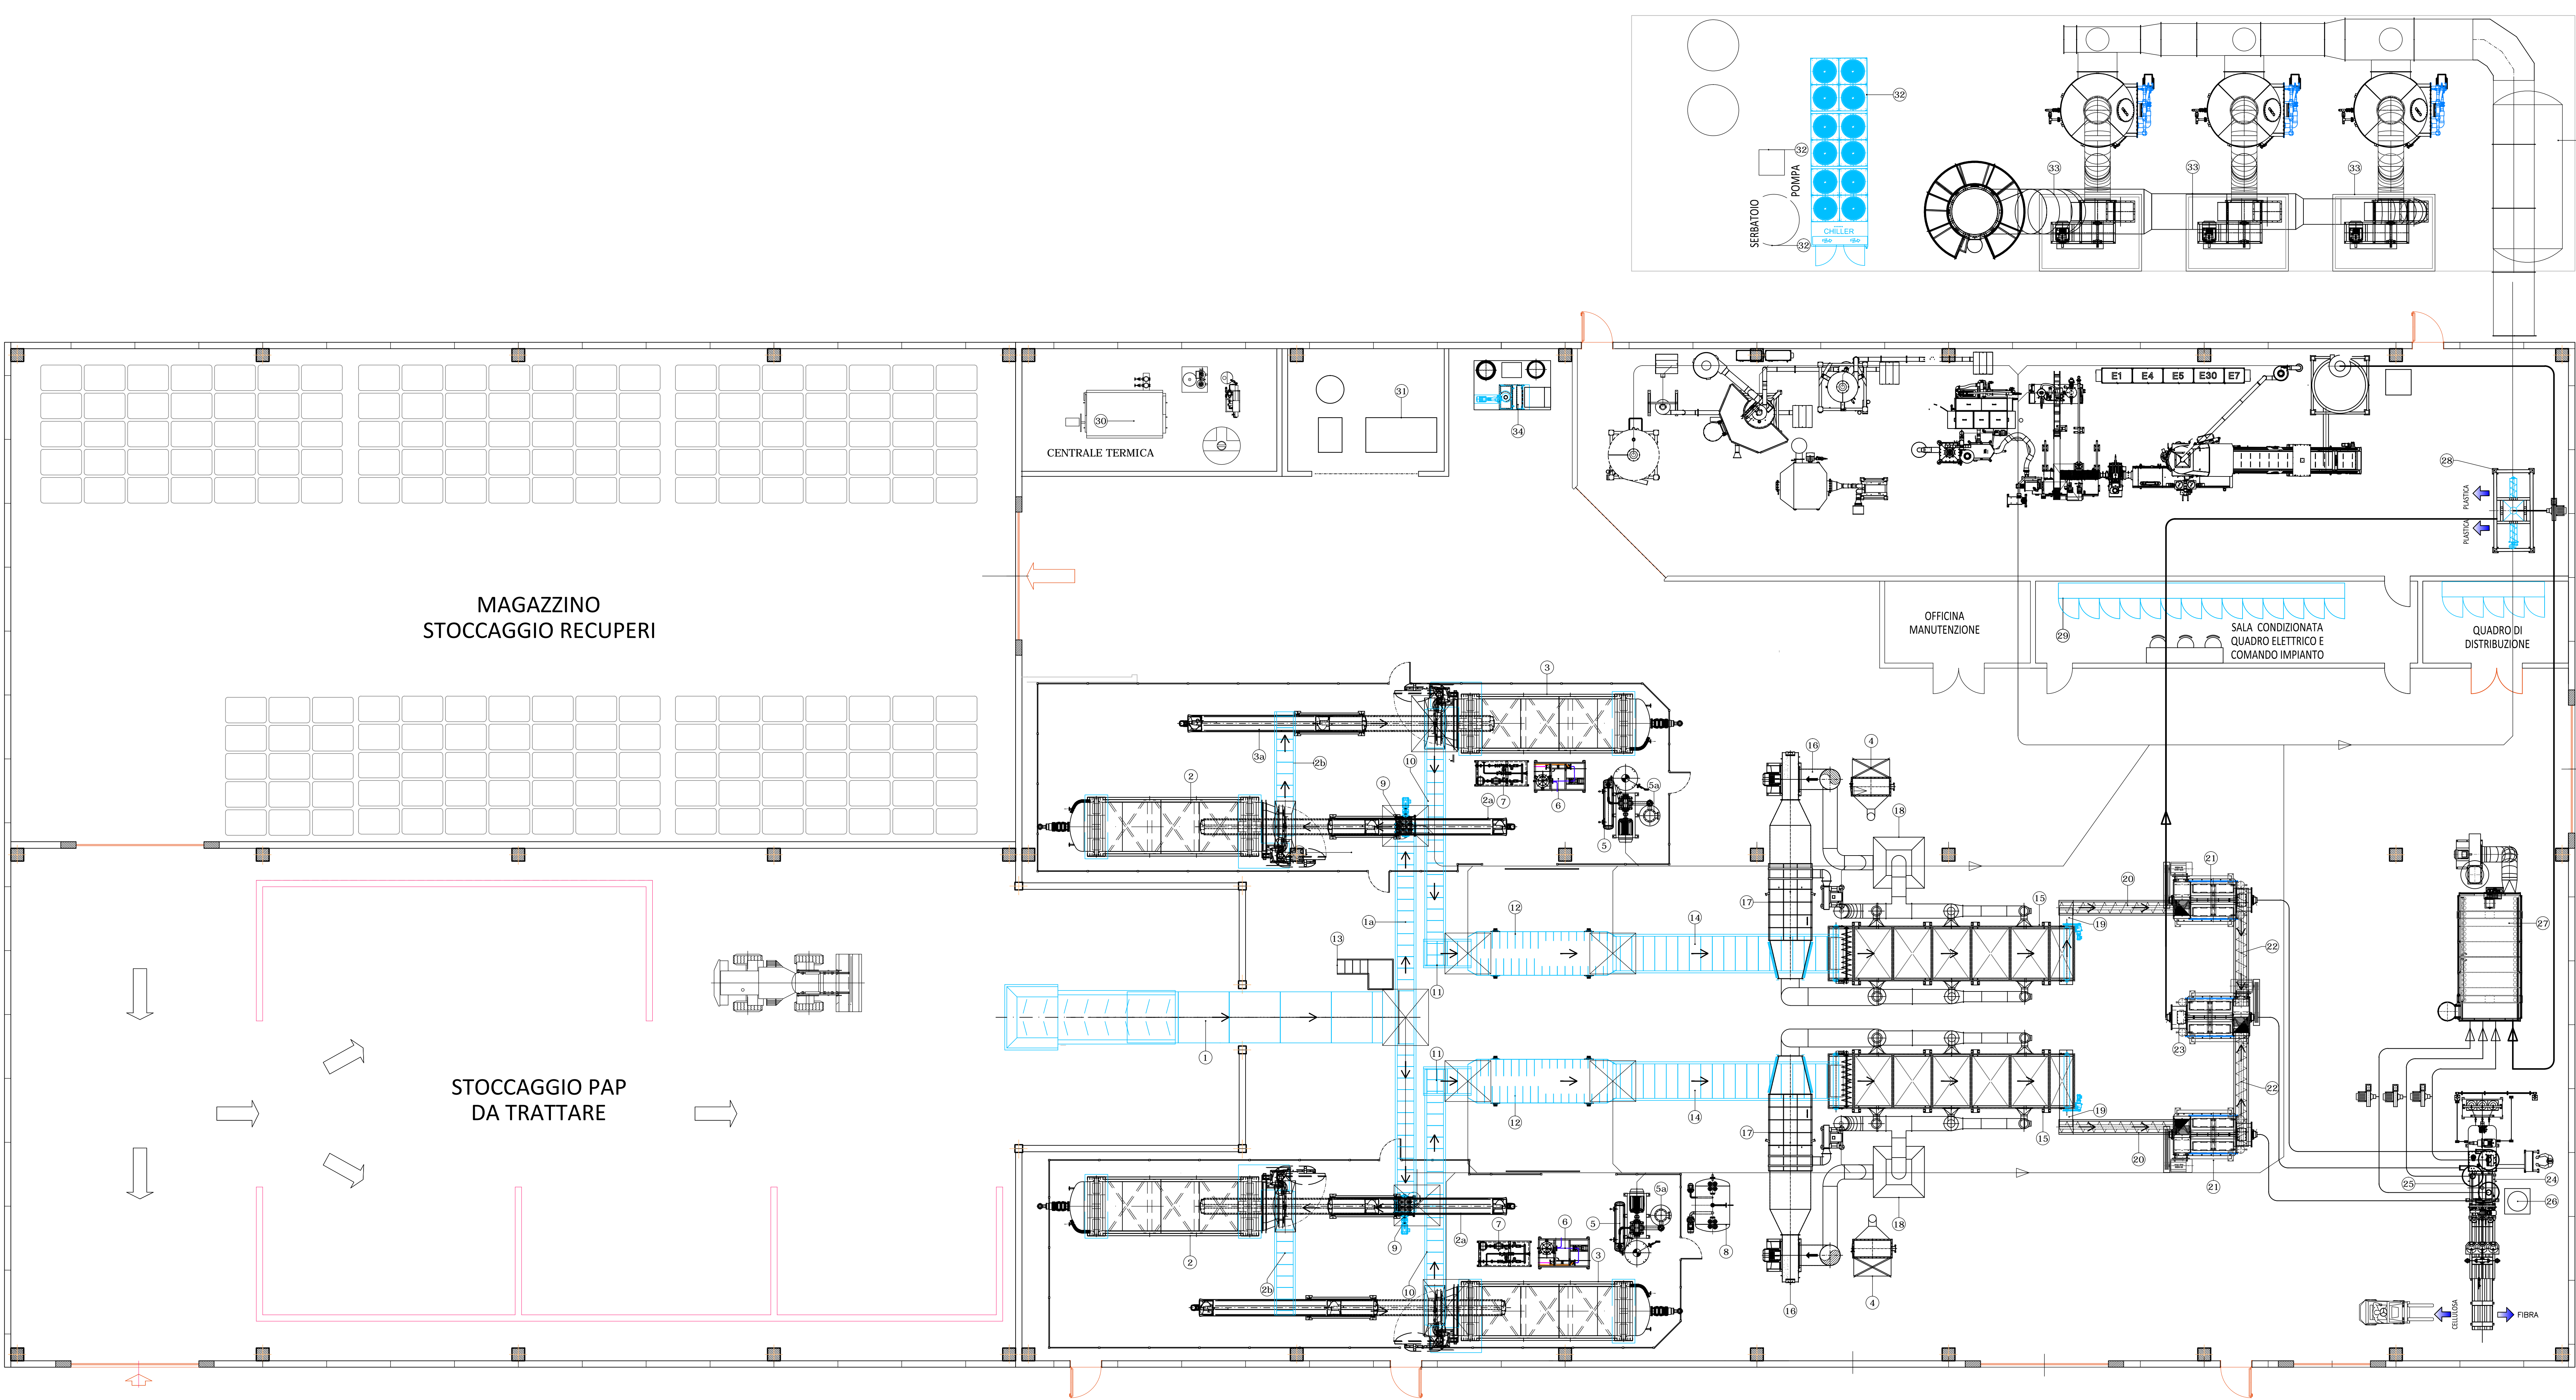 32
32
POMPA
SERBATOIO
32
CHILLER
33
33
33
E1 E4 E5 E30 E7
30
CENTRALE TERMICA
31
34
28
PLASTICA
PLASTICA
MAGAZZINO
STOCCAGGIO RECUPERI
OFFICINA
MANUTENZIONE
29
SALA CONDIZIONATA
QUADRO ELETTRICO E
COMANDO IMPIANTO
QUADRO DI
DISTRIBUZIONE
3
3a
2b
2
10
9
2a
7
6
5
5a
16
4
18
17
1a
12
13
14
11
15
19
20
21
22
27
1
23
STOCCAGGIO PAP
DA TRATTARE
11
12
14
17
15
19
20
21
22
24
25
26
2
2b
9
2a
10
7
6
5
5a
3
8
18
16
4
CELLULOSA
FIBRA